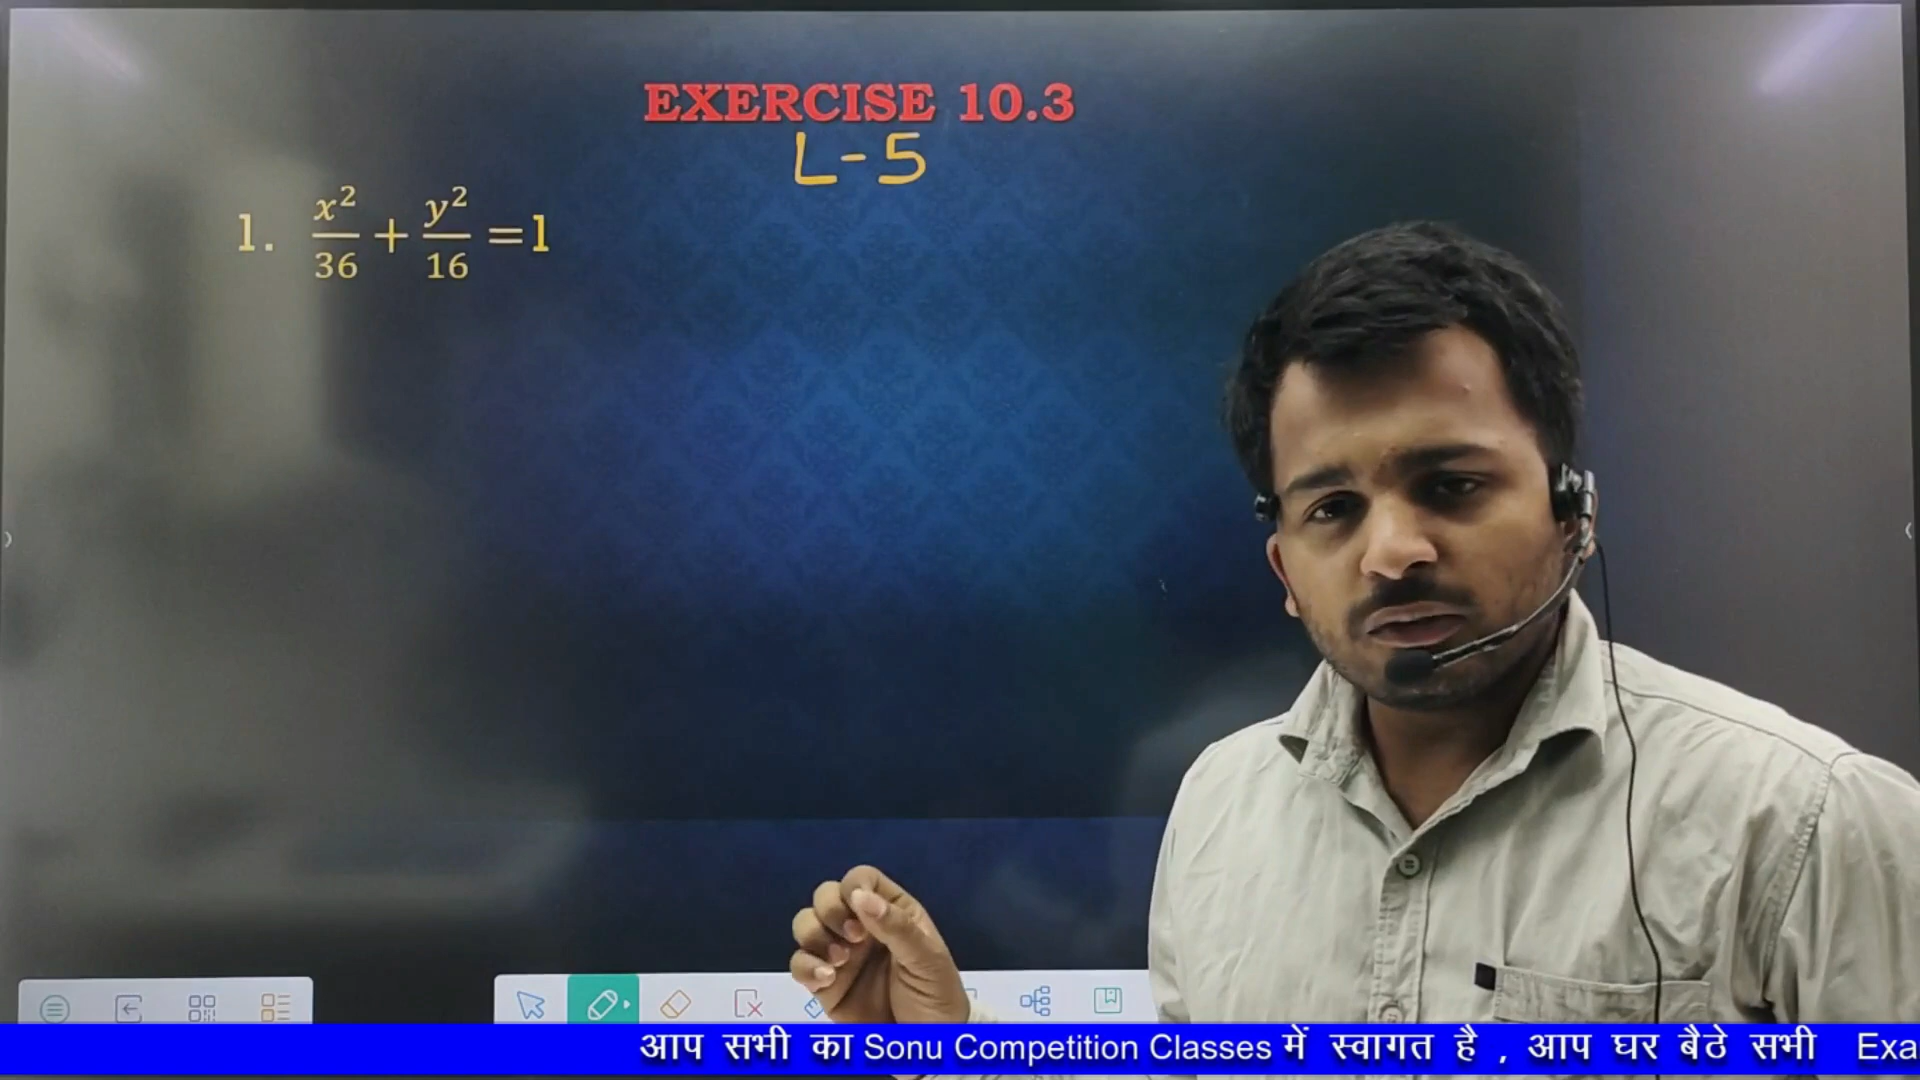 EXERCISE 10.3
L-5
1. x²/36 + y²/16 =1
आप सभी का Sonu Competition Classes में स्वागत है , आप घर बैठे सभी Exa